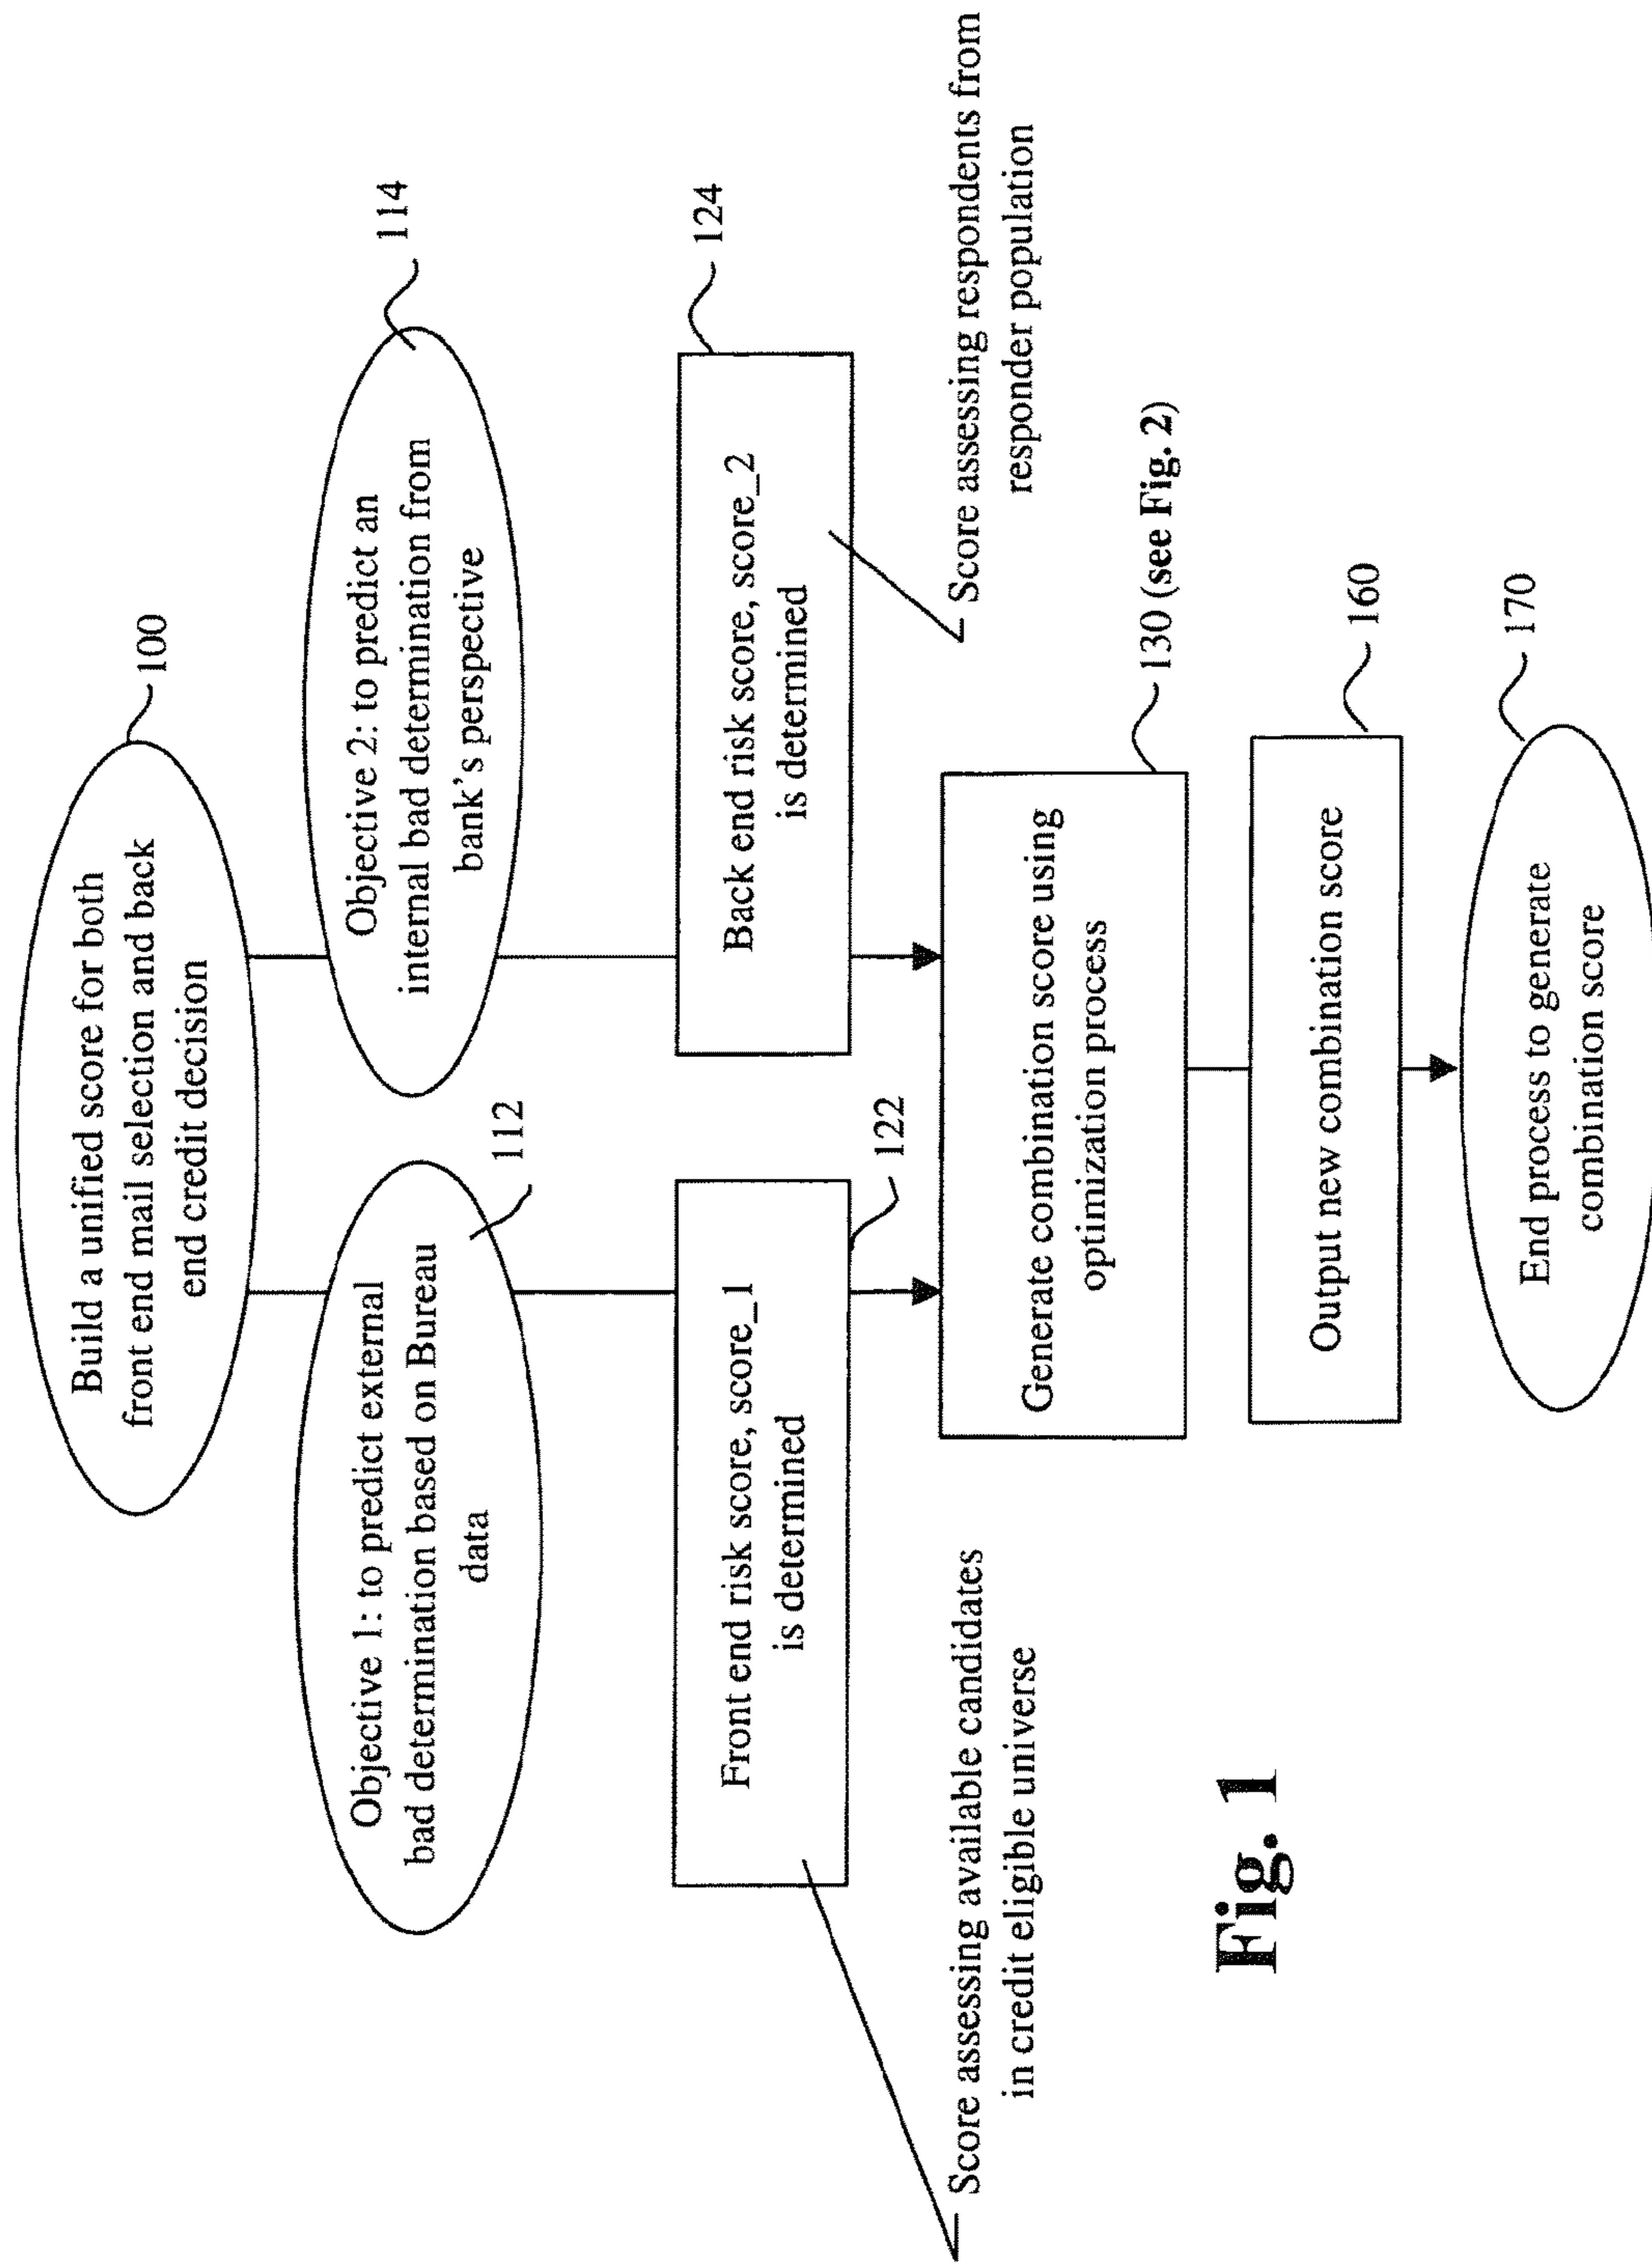 Build a unified score for both
front end mail selection and back
end credit decision
100
Objective 1: to predict external
bad determination based on Bureau
data
112
Objective 2: to predict an
internal bad determination from
bank's perspective
114
Front end risk score, score_1
is determined
122
Back end risk score, score_2
is determined
124
Score assessing available candidates
in credit eligible universe
Score assessing respondents from
responder population
Generate combination score using
optimization process
130 (see Fig. 2)
Output new combination score
160
End process to generate
combination score
170
Fig. 1